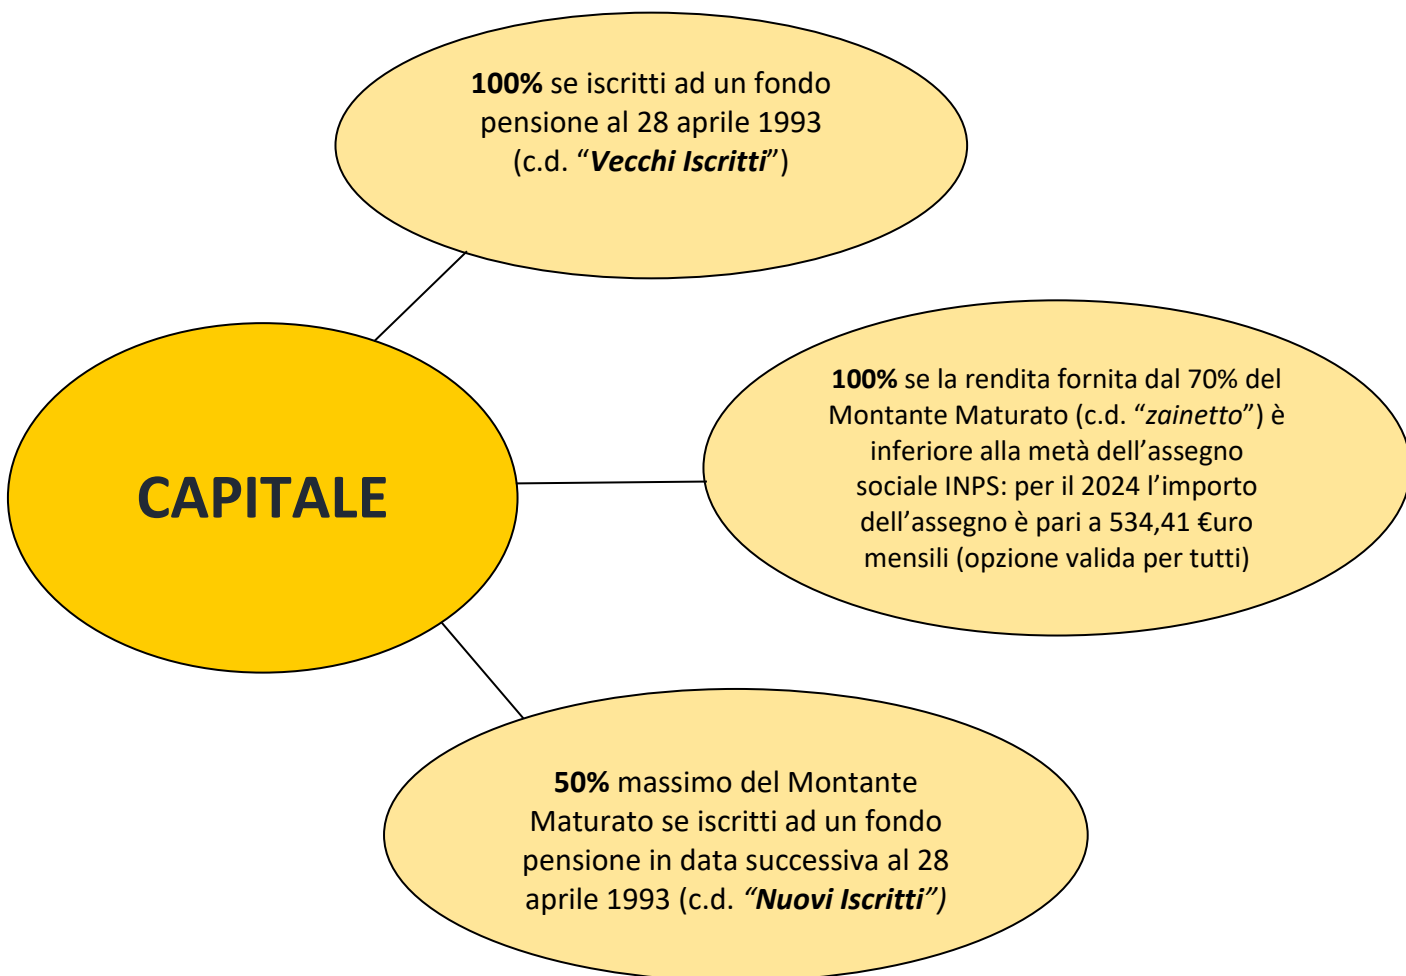 100% se iscritti ad un fondo
pensione al 28 aprile 1993
(c.d. “Vecchi Iscritti”)
CAPITALE
100% se la rendita fornita dal 70% del
Montante Maturato (c.d. “zainetto”) è
inferiore alla metà dell’assegno
sociale INPS: per il 2024 l’importo
dell’assegno è pari a 534,41 €uro
mensili (opzione valida per tutti)
50% massimo del Montante
Maturato se iscritti ad un fondo
pensione in data successiva al 28
aprile 1993 (c.d. “Nuovi Iscritti”)